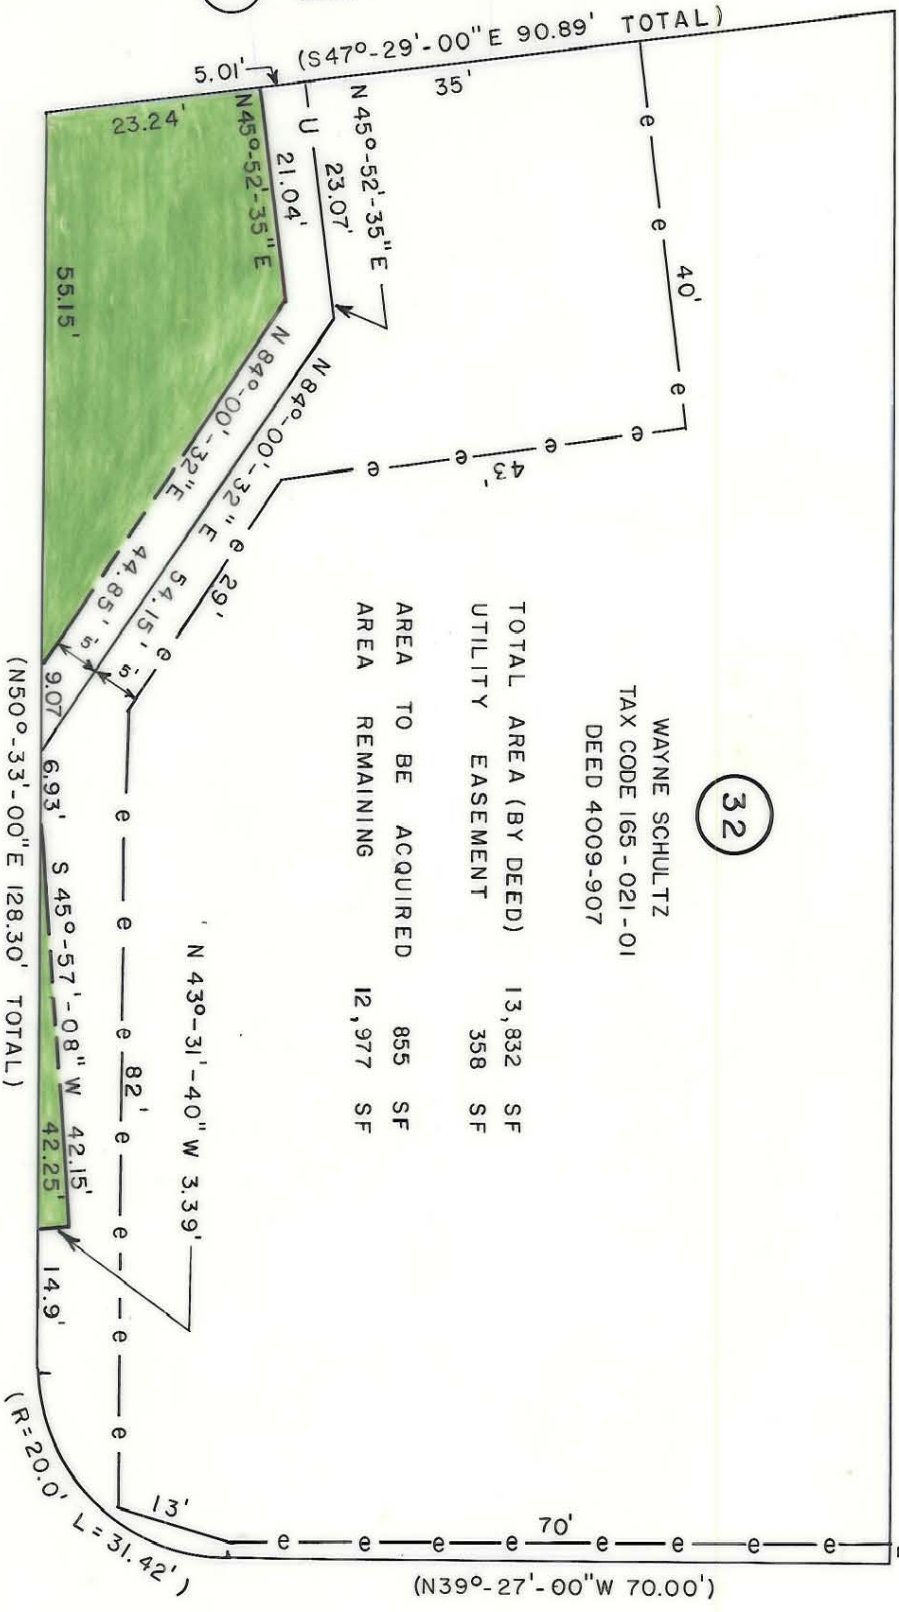 (S47°-29'-00"E 90.89' TOTAL)
5.01'
35'
23.24'
N45°-52'-35"E
21.04'
U
23.07'
N 45°-52'-35"E
e
e
40'
e
55.15'
N 84°-00'-32"E
44.85'
5'
N 84°-00'-32"E
54.15'
5'
e
e
e
e
43'
e
29'
e
32
WAYNE SCHULTZ
TAX CODE 165-021-01
DEED 4009-907
TOTAL AREA (BY DEED) 13,832 SF
UTILITY EASEMENT 358 SF
AREA TO BE ACQUIRED 855 SF
AREA REMAINING 12,977 SF
9.07
6.93'
S 45°-57'-08" W 42.15'
42.25'
14.9'
N 43°-31'-40" W 3.39'
e
e
e
82'
e
e
e
e
13'
(N50°-33'-00"E 128.30' TOTAL)
(R=20.0' L=31.42')
e
e
e
e
70'
e
e
e
e
(N39°-27'-00"W 70.00')